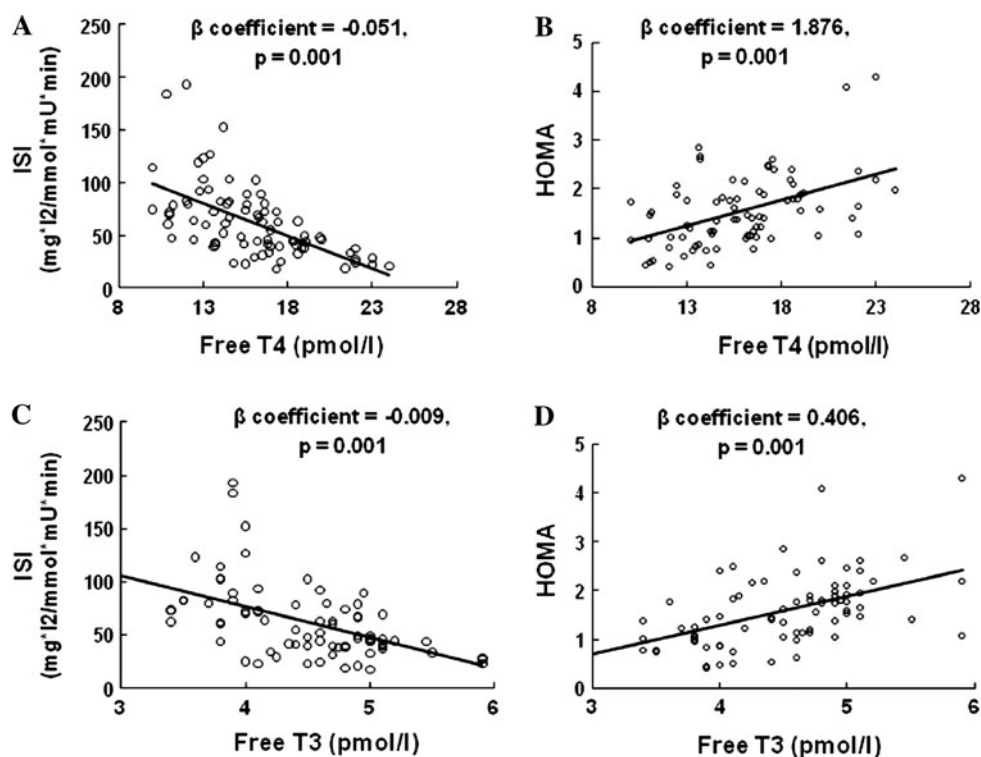 A
β coefficient = -0.051,
p = 0.001
250
200
150
100
50
0
ISI
(mg*l2/mmol*mU*min)
8 13 18 23 28
Free T4 (pmol/l)
B
β coefficient = 1.876,
p = 0.001
5
4
3
2
1
0
HOMA
8 13 18 23 28
Free T4 (pmol/l)
C
β coefficient = -0.009,
p = 0.001
250
200
150
100
50
0
ISI
(mg*l2/mmol*mU*min)
3 4 5 6
Free T3 (pmol/l)
D
β coefficient = 0.406,
p = 0.001
5
4
3
2
1
0
HOMA
3 4 5 6
Free T3 (pmol/l)